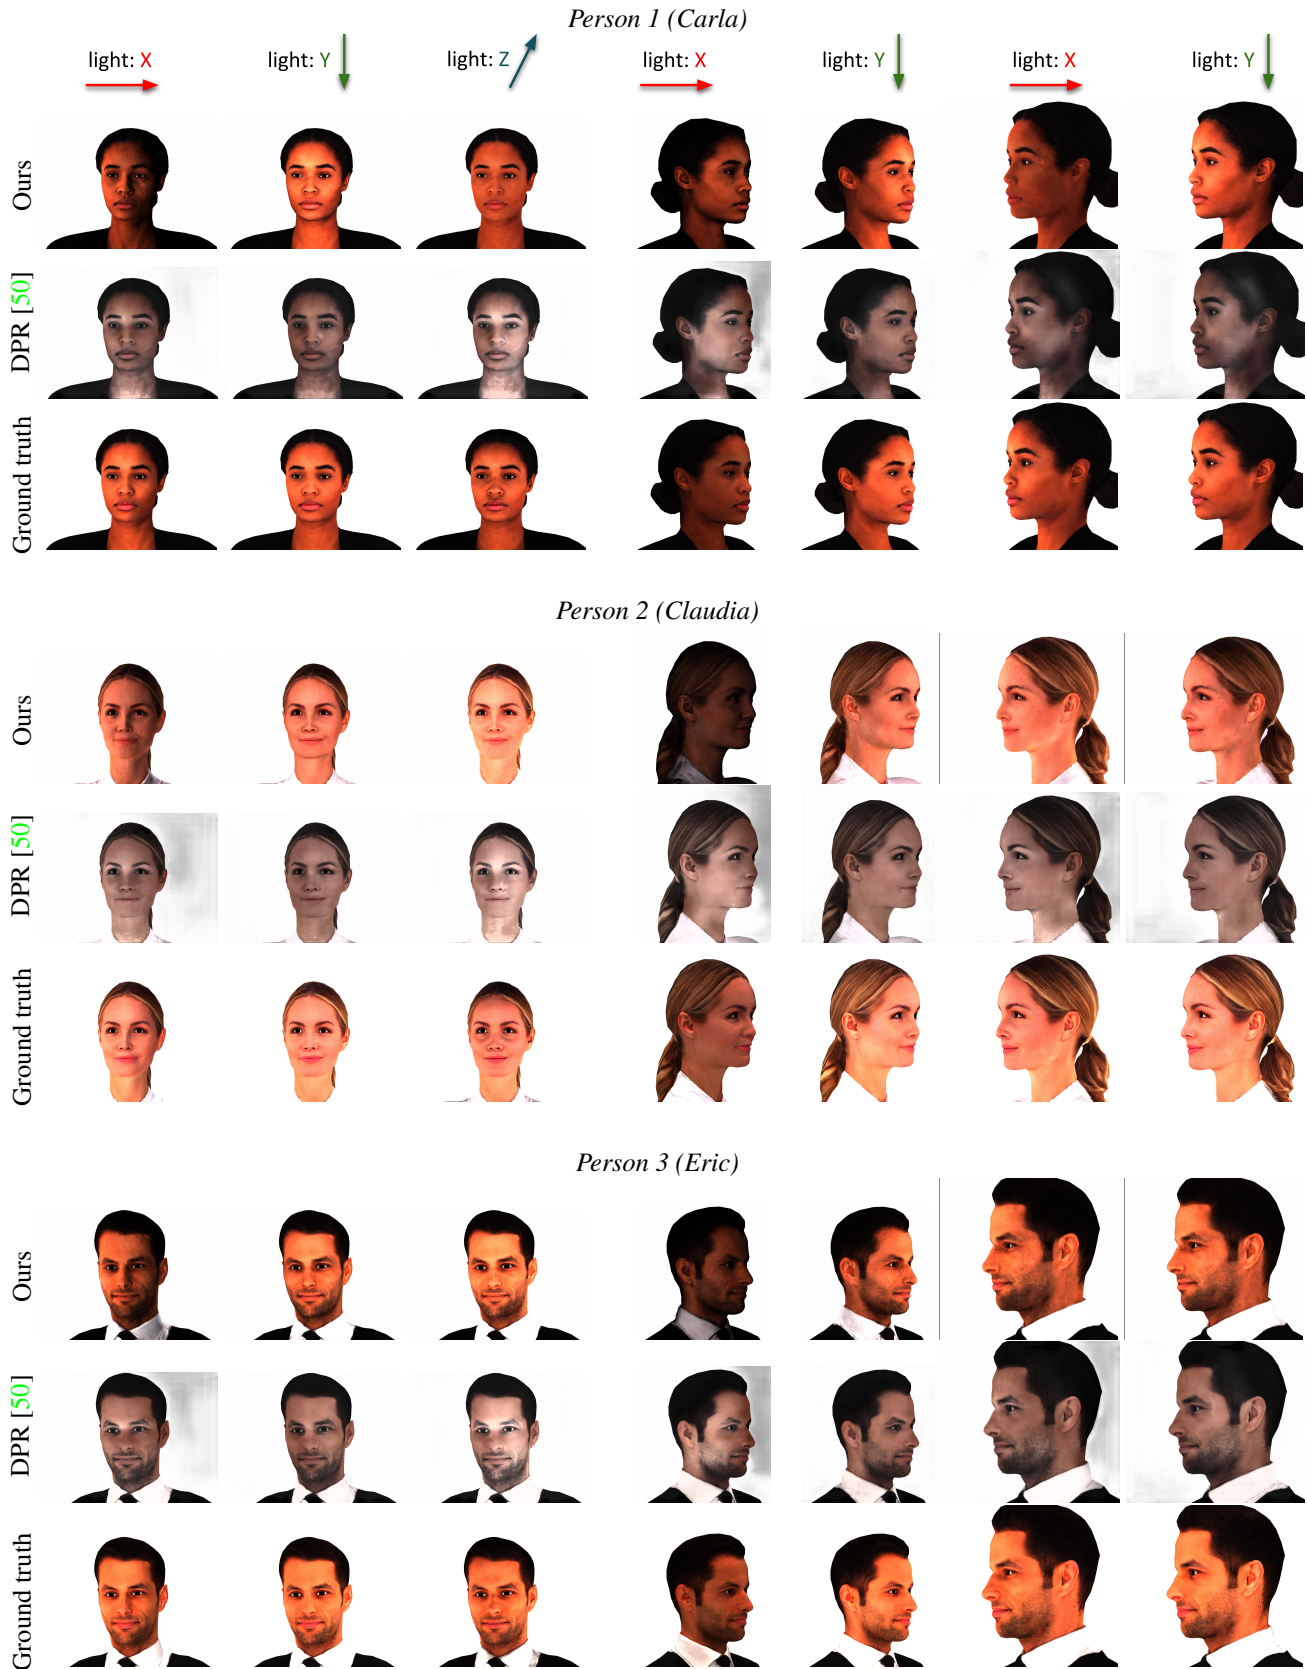 Person 1 (Carla)
light: X
light: Y
light: Z
light: X
light: Y
light: X
light: Y
Ours
DPR [50]
Ground truth
Person 2 (Claudia)
Ours
DPR [50]
Ground truth
Person 3 (Eric)
Ours
DPR [50]
Ground truth